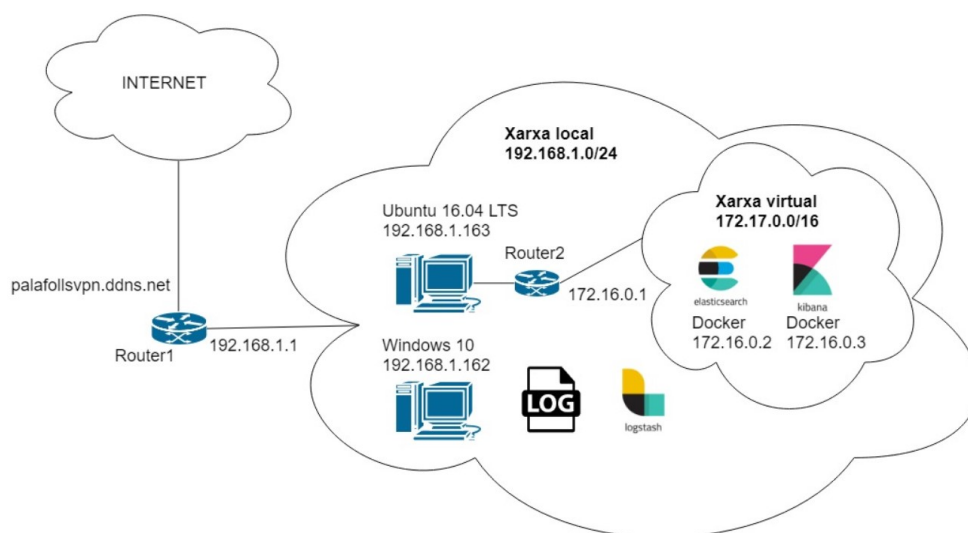 INTERNET
palafollsvpn.ddns.net
Router1
192.168.1.1
Xarxa local
192.168.1.0/24
Ubuntu 16.04 LTS
192.168.1.163
Router2
172.16.0.1
Xarxa virtual
172.17.0.0/16
elasticsearch
kibana
Docker
172.16.0.2
Docker
172.16.0.3
Windows 10
192.168.1.162
LOG
logstash